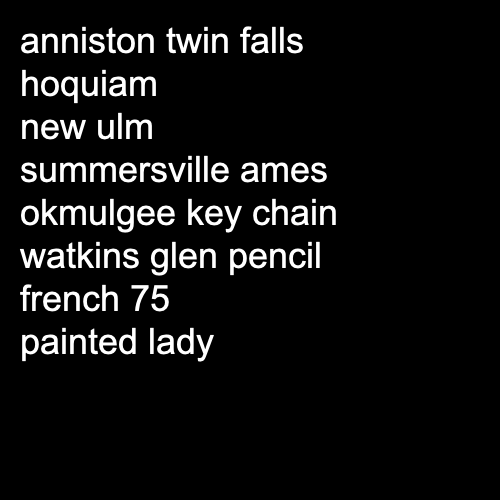 anniston twin falls
hoquiam
new ulm
summersville ames
okmulgee key chain
watkins glen pencil
french 75
painted lady